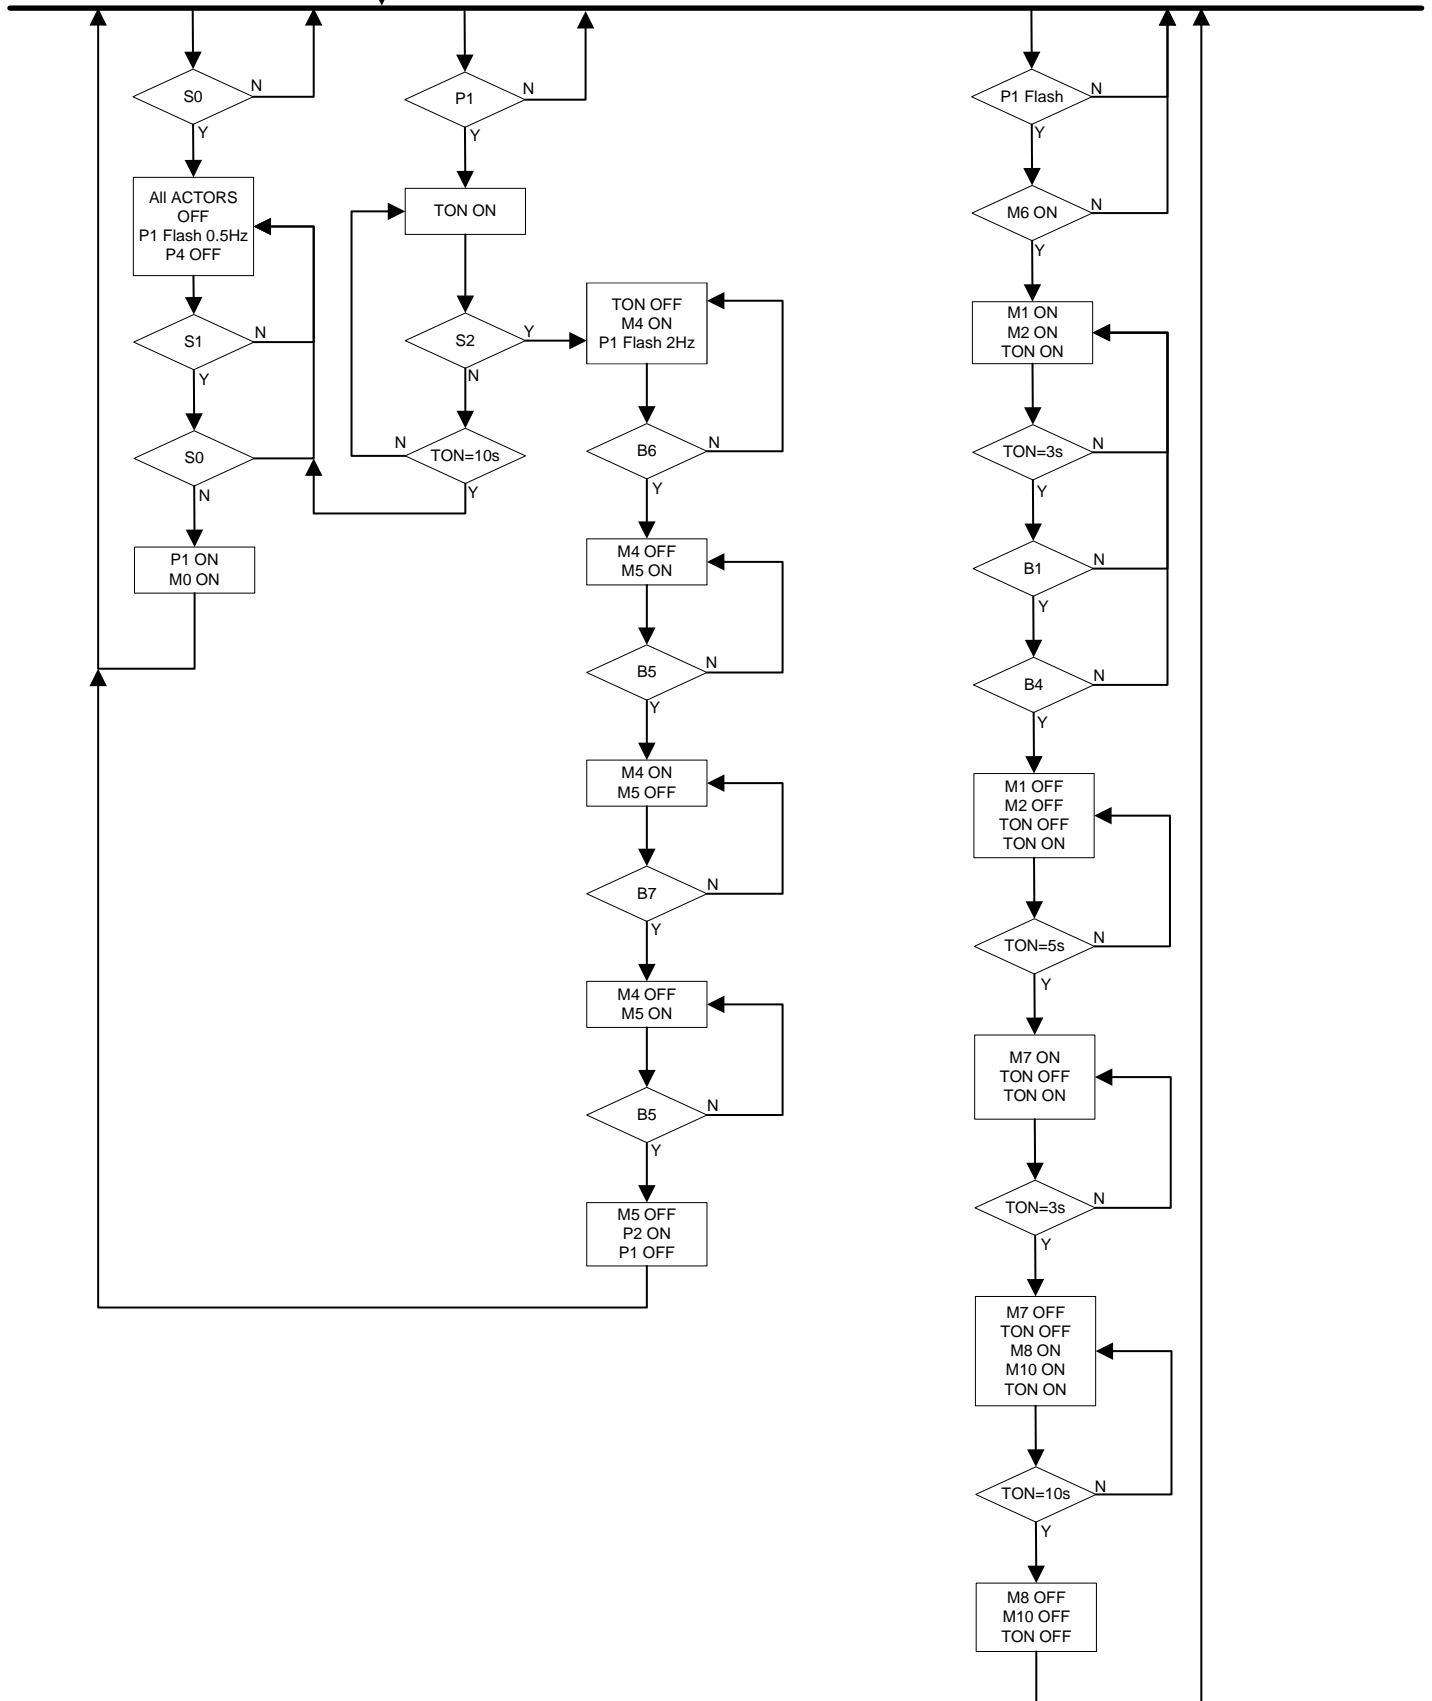 S0
N
Y
All ACTORS
OFF
P1 Flash 0.5Hz
P4 OFF
S1
N
Y
S0
N
P1 ON
M0 ON
P1
N
Y
TON ON
S2
Y
N
TON=10s
N
Y
TON OFF
M4 ON
P1 Flash 2Hz
B6
N
Y
M4 OFF
M5 ON
B5
N
Y
M4 ON
M5 OFF
B7
N
Y
M4 OFF
M5 ON
B5
N
Y
M5 OFF
P2 ON
P1 OFF
P1 Flash
N
Y
M6 ON
N
Y
M1 ON
M2 ON
TON ON
TON=3s
N
Y
B1
N
Y
B4
N
Y
M1 OFF
M2 OFF
TON OFF
TON ON
TON=5s
N
Y
M7 ON
TON OFF
TON ON
TON=3s
N
Y
M7 OFF
TON OFF
M8 ON
M10 ON
TON ON
TON=10s
N
Y
M8 OFF
M10 OFF
TON OFF